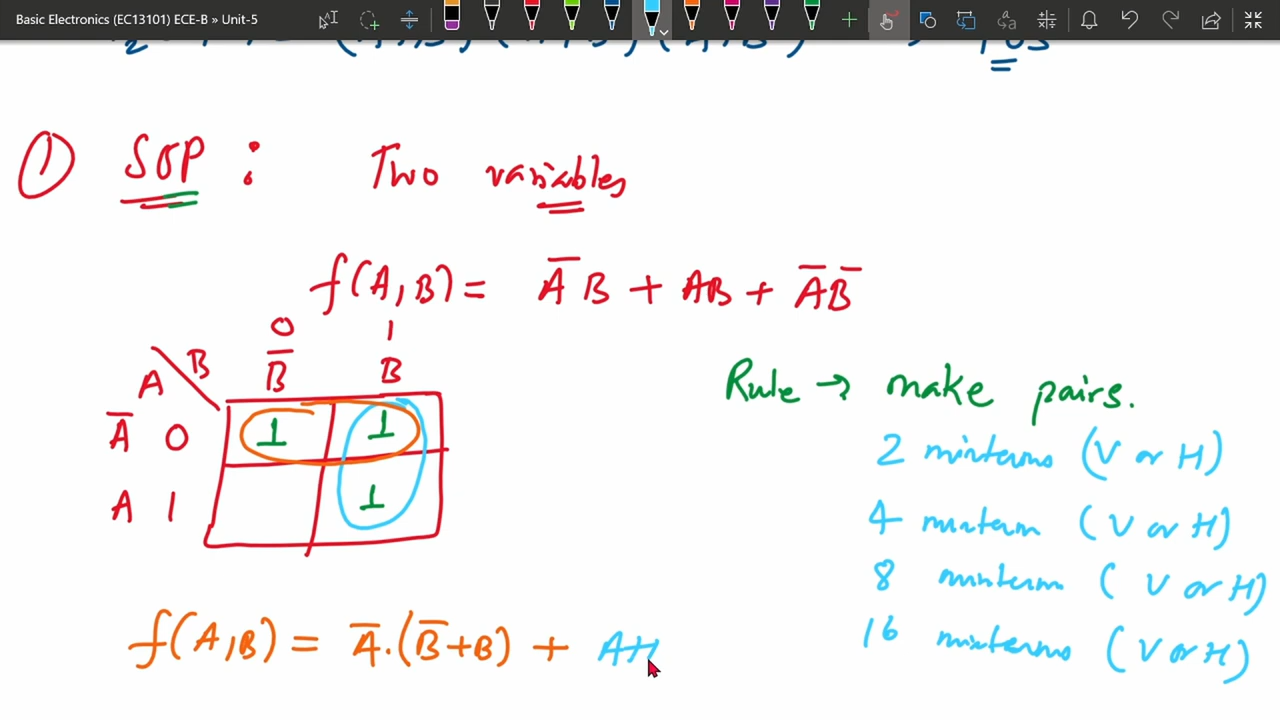 Basic Electronics (EC13101) ECE-B » Unit-5
① SOP : Two variables
f(A,B) = A̅B + AB + A̅B̅
0 1
B̅ B
A B
A̅ 0 1 1
A 1 1
Rule → make pairs.
2 minterms (V or H)
4 minterm (V or H)
8 minterm (V or H)
16 minterms (V or H)
f(A,B) = A̅.(B̅+B) +